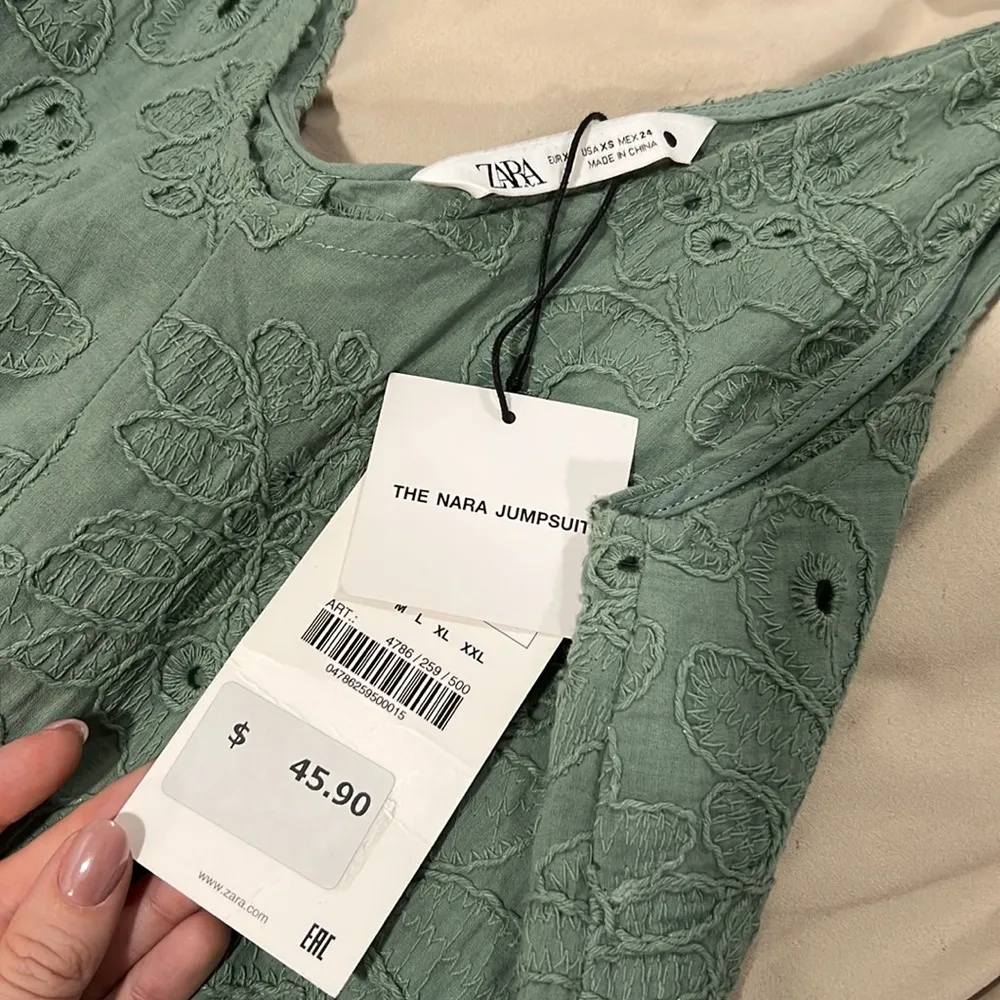 ZARA
EUR X USA XS MEX 24
MADE IN CHINA
THE NARA JUMPSUIT
M L XL XXL
ART.:
4786/259/500
04786259500015
$ 45.90
www.zara.com
EAC